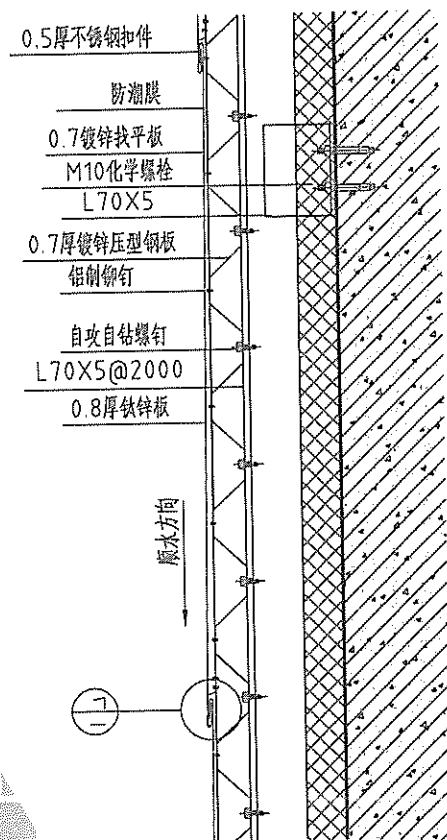 0.5厚不锈钢扣件
防潮膜
0.7镀锌找平板
M10化学螺栓
L70X5
0.7厚镀锌压型钢板
铝制铆钉
自攻自钻螺钉
L70X5@2000
0.8厚钛锌板
顺水方向